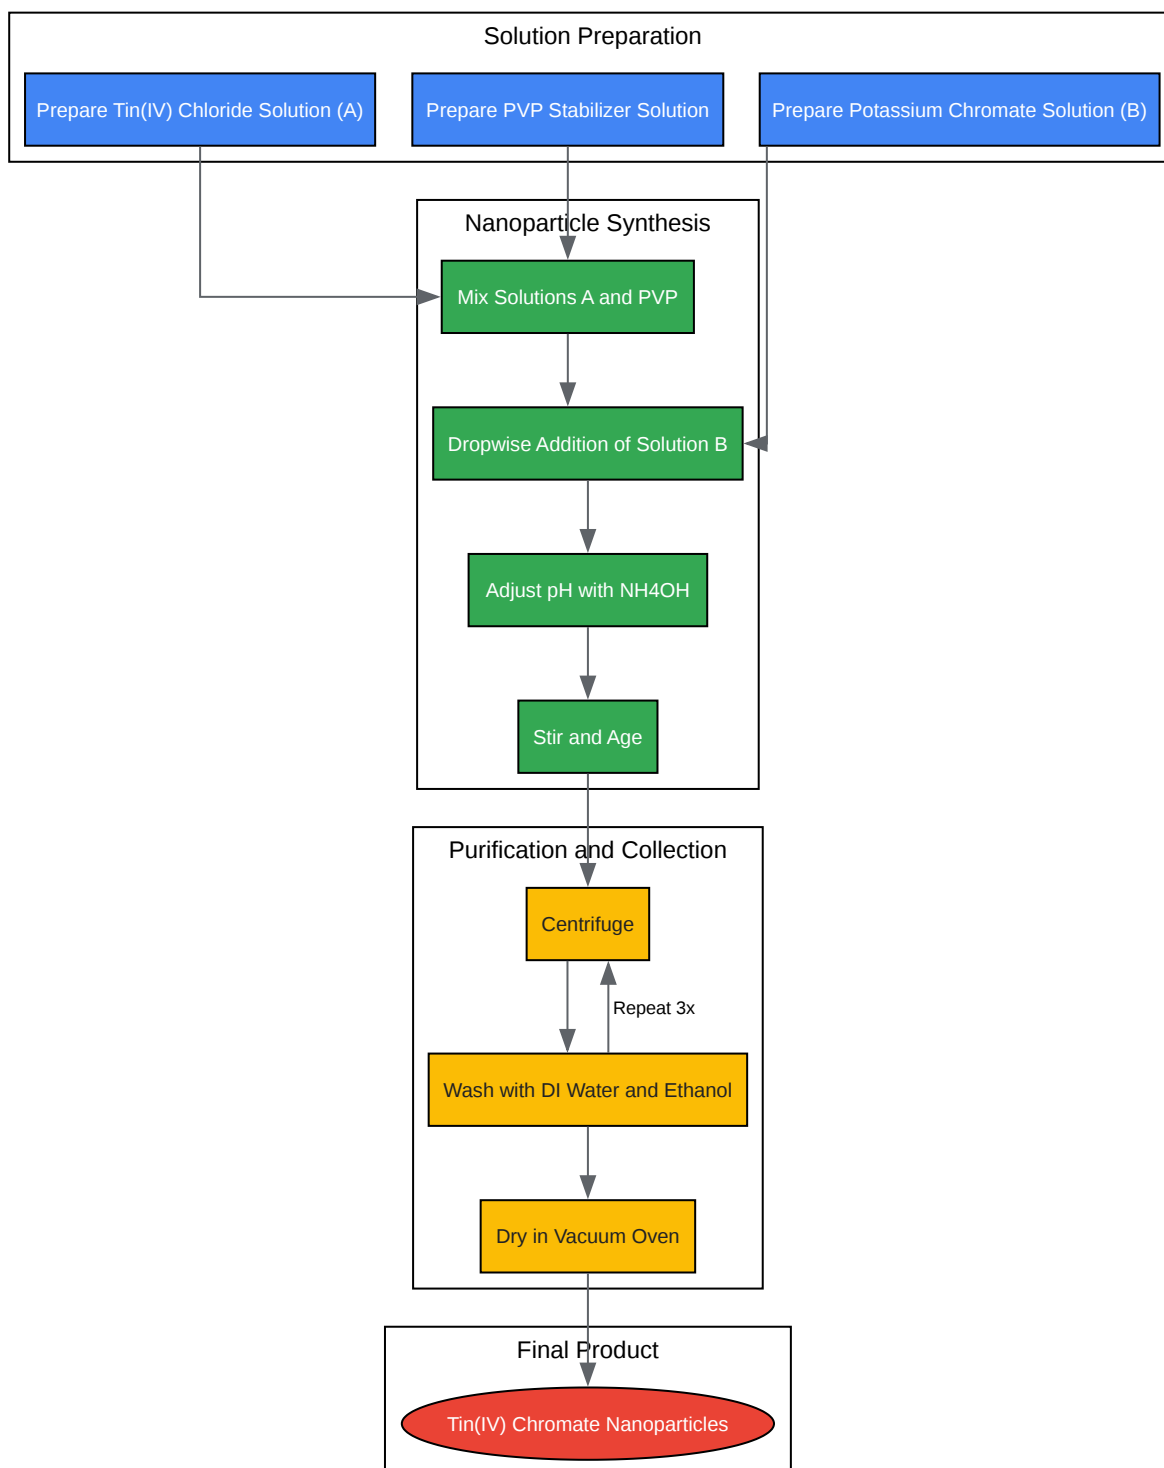 Solution Preparation
Prepare Tin(IV) Chloride Solution (A)
Prepare PVP Stabilizer Solution
Prepare Potassium Chromate Solution (B)
Nanoparticle Synthesis
Mix Solutions A and PVP
Dropwise Addition of Solution B
Adjust pH with NH4OH
Stir and Age
Purification and Collection
Centrifuge
Repeat 3x
Wash with DI Water and Ethanol
Dry in Vacuum Oven
Final Product
Tin(IV) Chromate Nanoparticles